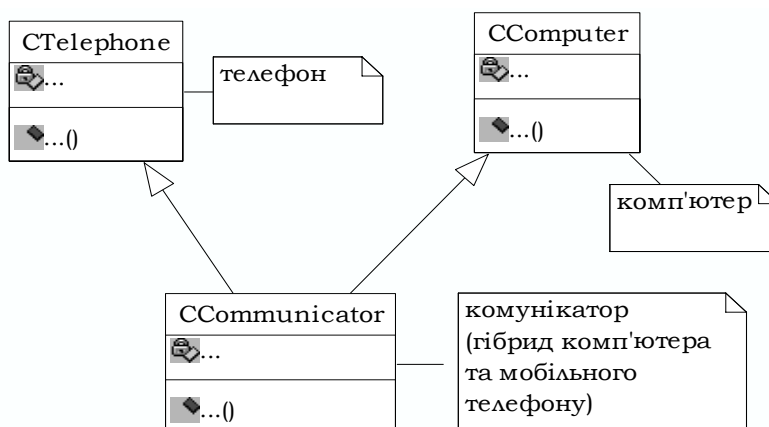 CTelephone
...
...()
телефон
CComputer
...
...()
комп'ютер
CCommunicator
...
...()
комунікатор
(гібрид комп'ютера
та мобільного
телефону)